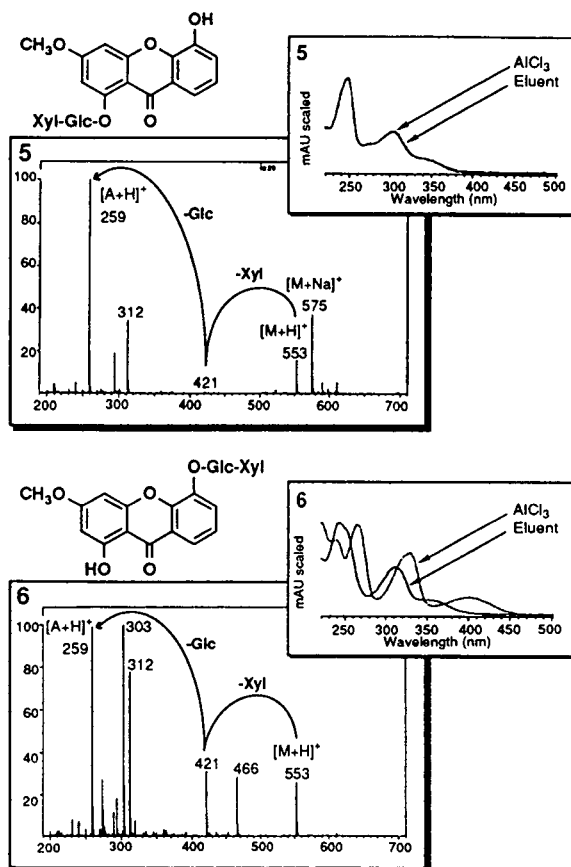 OH
CH₃O
O
Xyl-Glc-O
O
5
AlCl₃
Eluent
mAU scaled
250 300 350 400 450 500
Wavelength (nm)
5
100
80
60
40
20
[A+H]⁺
259
-Glc
312
-Xyl
[M+Na]⁺
575
[M+H]⁺
553
421
200 300 400 500 600 700
O-Glc-Xyl
CH₃O
O
HO
O
6
AlCl₃
Eluent
mAU scaled
250 300 350 400 450 500
Wavelength (nm)
6
100
80
60
40
20
[A+H]⁺
259
303
312
-Glc
-Xyl
[M+H]⁺
421
466
553
200 300 400 500 600 700